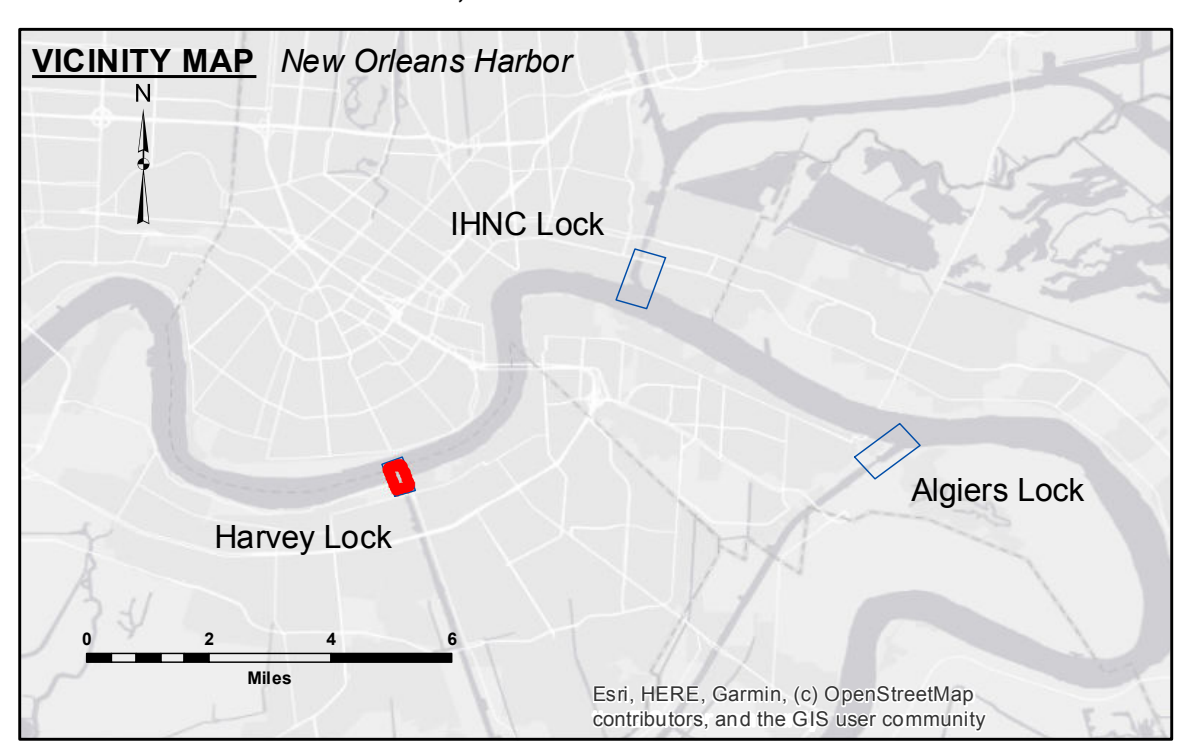 VICINITY MAP New Orleans Harbor
N
IHNC Lock
Algiers Lock
Harvey Lock
0 2 4 6
Miles
Esri, HERE, Garmin, (c) OpenStreetMap
contributors, and the GIS user community